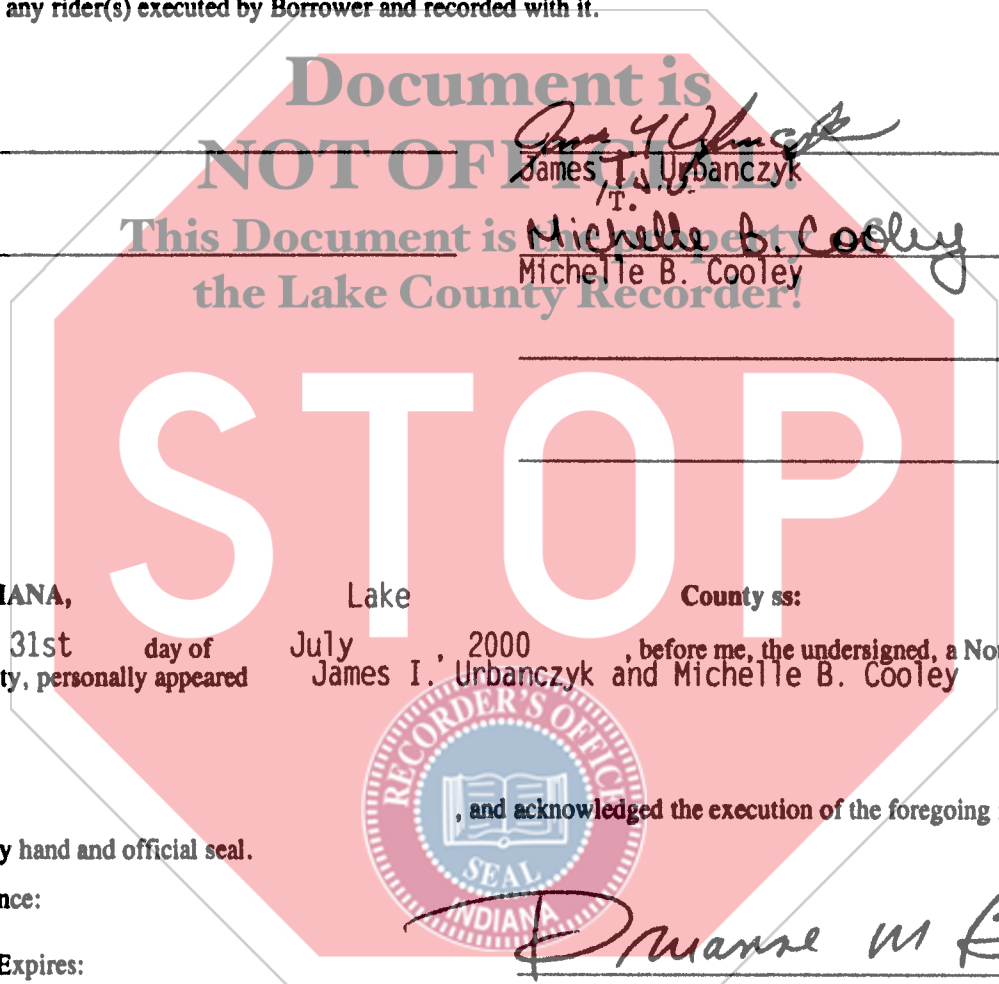 any rider(s) executed by Borrower and recorded with it.
Document is
NOT OFFICIAL!
James I. Urbanczyk
T. J.U.
This Document is the property of
Michelle B. Cooley
Michelle B. Cooley
the Lake County Recorder!
STOP
IANA, Lake County ss:
31st day of July, 2000, before me, the undersigned, a No
ty, personally appeared James I. Urbanczyk and Michelle B. Cooley
RECORDER'S OFFICE
, and acknowledged the execution of the foregoing
y hand and official seal.
SEAL
nce:
INDIANA
M
Expires: